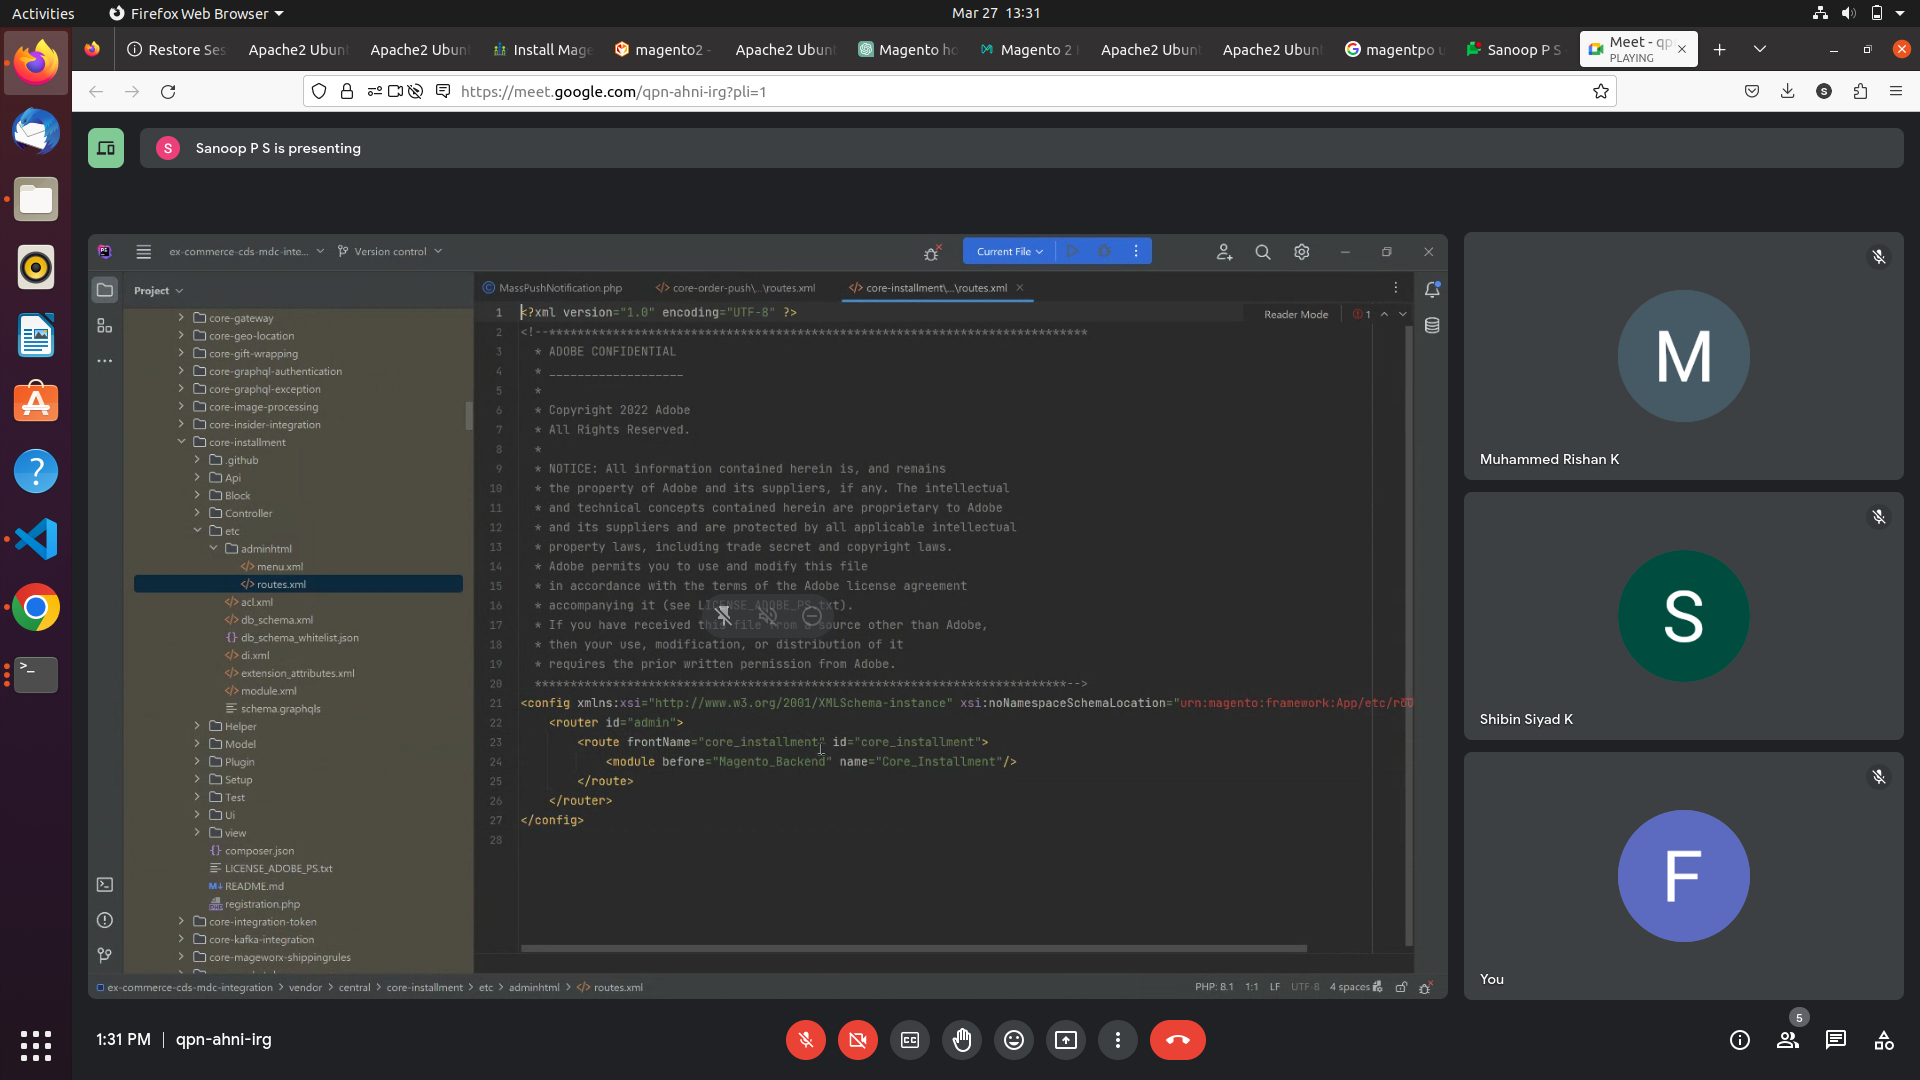 Activities
Firefox Web Browser
Mar 27 13:31
Restore Ses
Apache2 Ubun
Apache2 Ubun
Install Mage
magento2 -
Apache2 Ubun
Magento ho
Magento 2
Apache2 Ubun
Apache2 Ubun
magentpo u
Sanoop P S
Meet - qp
PLAYING
https://meet.google.com/qpn-ahni-irg?pli=1
S
S
Sanoop P S is presenting
ex-commerce-cds-mdc-inte...
Version control
Current File
Project
MassPushNotification.php
core-order-push\...\routes.xml
core-installment\...\routes.xml
Reader Mode
1
core-gateway
core-geo-location
core-gift-wrapping
core-graphql-authentication
core-graphql-exception
core-image-processing
core-insider-integration
core-installment
.github
Api
Block
Controller
etc
adminhtml
menu.xml
routes.xml
acl.xml
db_schema.xml
db_schema_whitelist.json
di.xml
extension_attributes.xml
module.xml
schema.graphqls
Helper
Model
Plugin
Setup
Test
Ui
view
composer.json
LICENSE_ADOBE_PS.txt
README.md
registration.php
core-integration-token
core-kafka-integration
core-mageworx-shippingrules
1 <?xml version="1.0" encoding="UTF-8" ?>
2 <!--****************************************************************************
3 * ADOBE CONFIDENTIAL
4 * ___________________
5 *
6 * Copyright 2022 Adobe
7 * All Rights Reserved.
8 *
9 * NOTICE: All information contained herein is, and remains
10 * the property of Adobe and its suppliers, if any. The intellectual
11 * and technical concepts contained herein are proprietary to Adobe
12 * and its suppliers and are protected by all applicable intellectual
13 * property laws, including trade secret and copyright laws.
14 * Adobe permits you to use and modify this file
15 * in accordance with the terms of the Adobe license agreement
16 * accompanying it (see LICENSE_ADOBE_PS.txt).
17 * If you have received this file from a source other than Adobe,
18 * then your use, modification, or distribution of it
19 * requires the prior written permission from Adobe.
20 ***************************************************************************-->
21 <config xmlns:xsi="http://www.w3.org/2001/XMLSchema-instance" xsi:noNamespaceSchemaLocation="urn:magento:framework:App/etc/rou
22 <router id="admin">
23 <route frontName="core_installment" id="core_installment">
24 <module before="Magento_Backend" name="Core_Installment"/>
25 </route>
26 </router>
27 </config>
28
ex-commerce-cds-mdc-integration > vendor > central > core-installment > etc > adminhtml > routes.xml
PHP: 8.1 1:1 LF UTF-8 4 spaces
M
Muhammed Rishan K
S
Shibin Siyad K
F
You
1:31 PM | qpn-ahni-irg
5